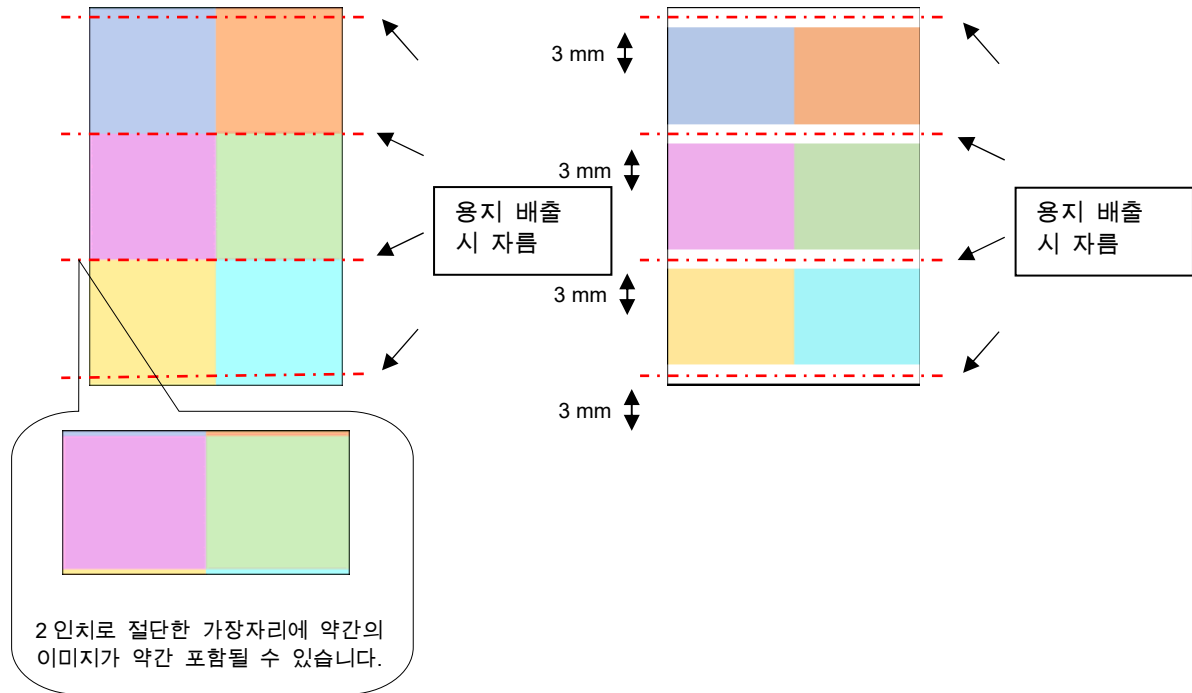 용지 배출
시 자름
2 인치로 절단한 가장자리에 약간의
이미지가 약간 포함될 수 있습니다.
3 mm
3 mm
3 mm
3 mm
용지 배출
시 자름